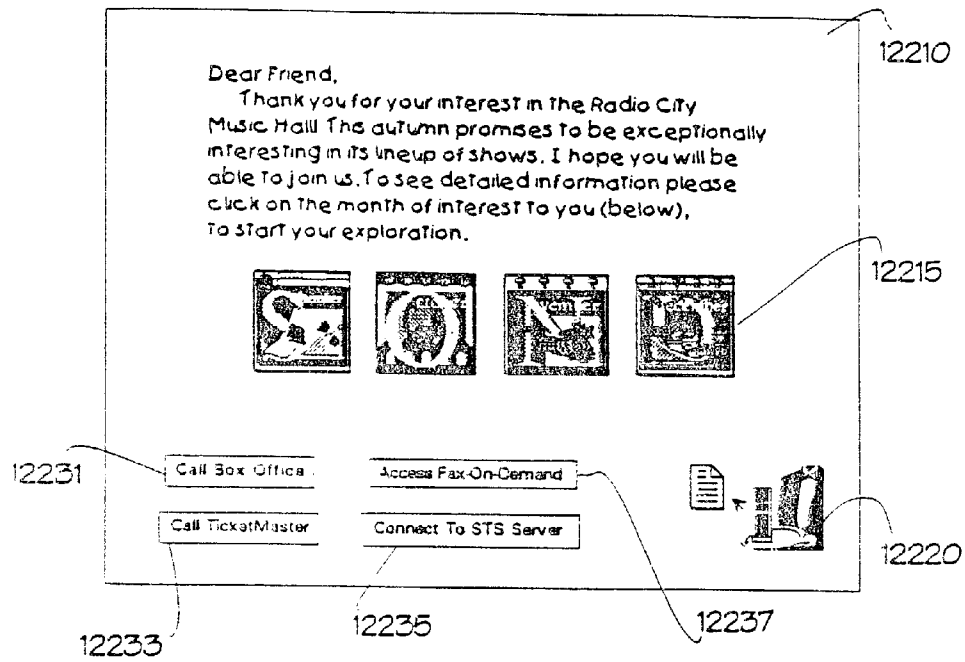 12210
Dear Friend,
Thank you for your interest in the Radio City
Music Hall This autumn promises to be exceptionally
interesting in its lineup of shows. I hope you will be
able to join us. To see detailed information please
click on the month of interest to you (below),
to start your exploration.
12215
12231
Call Box Office
Access Fax-On-Demand
Call TicketMaster
Connect To STS Server
12220
12233
12235
12237